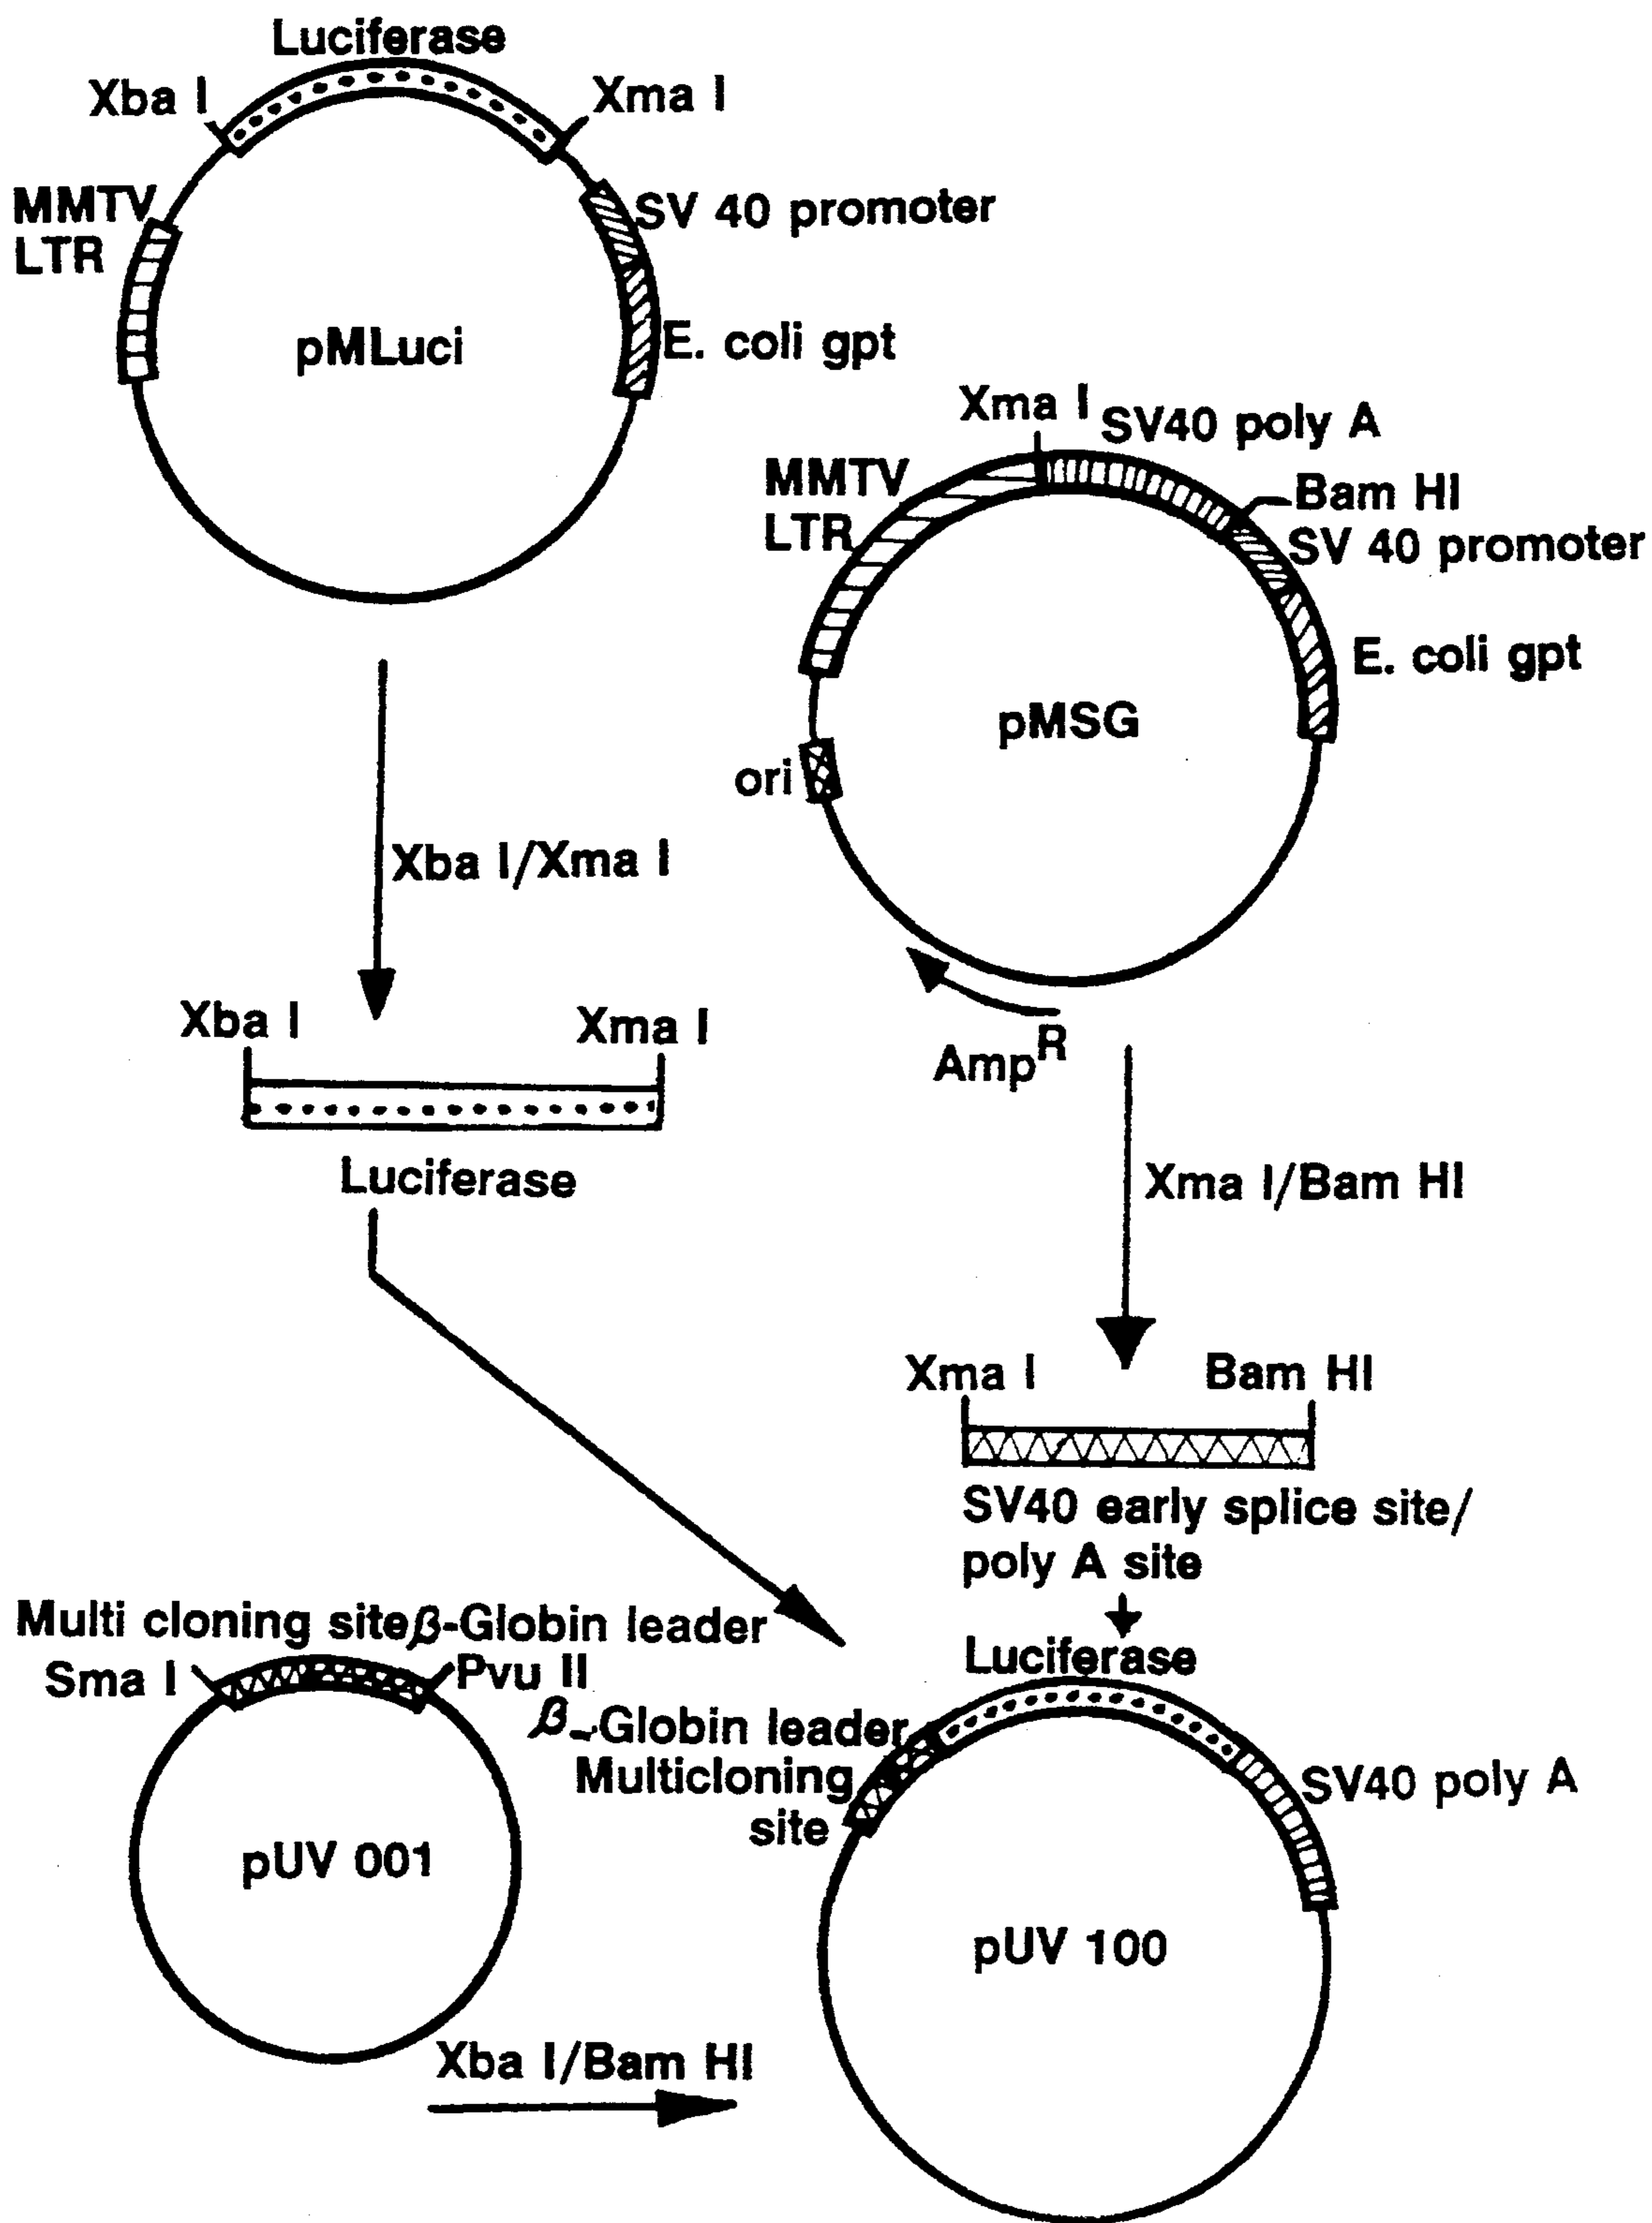 Luciferase
Xba I
Xma I
MMTV
LTR
SV 40 promoter
pMLuci
E. coli gpt
Xma I
SV40 poly A
MMTV
LTR
Bam HI
SV 40 promoter
E. coli gpt
pMSG
ori
Amp^R
Xba I/Xma I
Xba I
Xma I
Luciferase
Xma I/Bam HI
Xma I
Bam HI
SV40 early splice site/
poly A site
Multi cloning site β-Globin leader
Sma I
Pvu II
pUV 001
Xba I/Bam HI
Luciferase
β-Globin leader
Multicloning
site
SV40 poly A
pUV 100